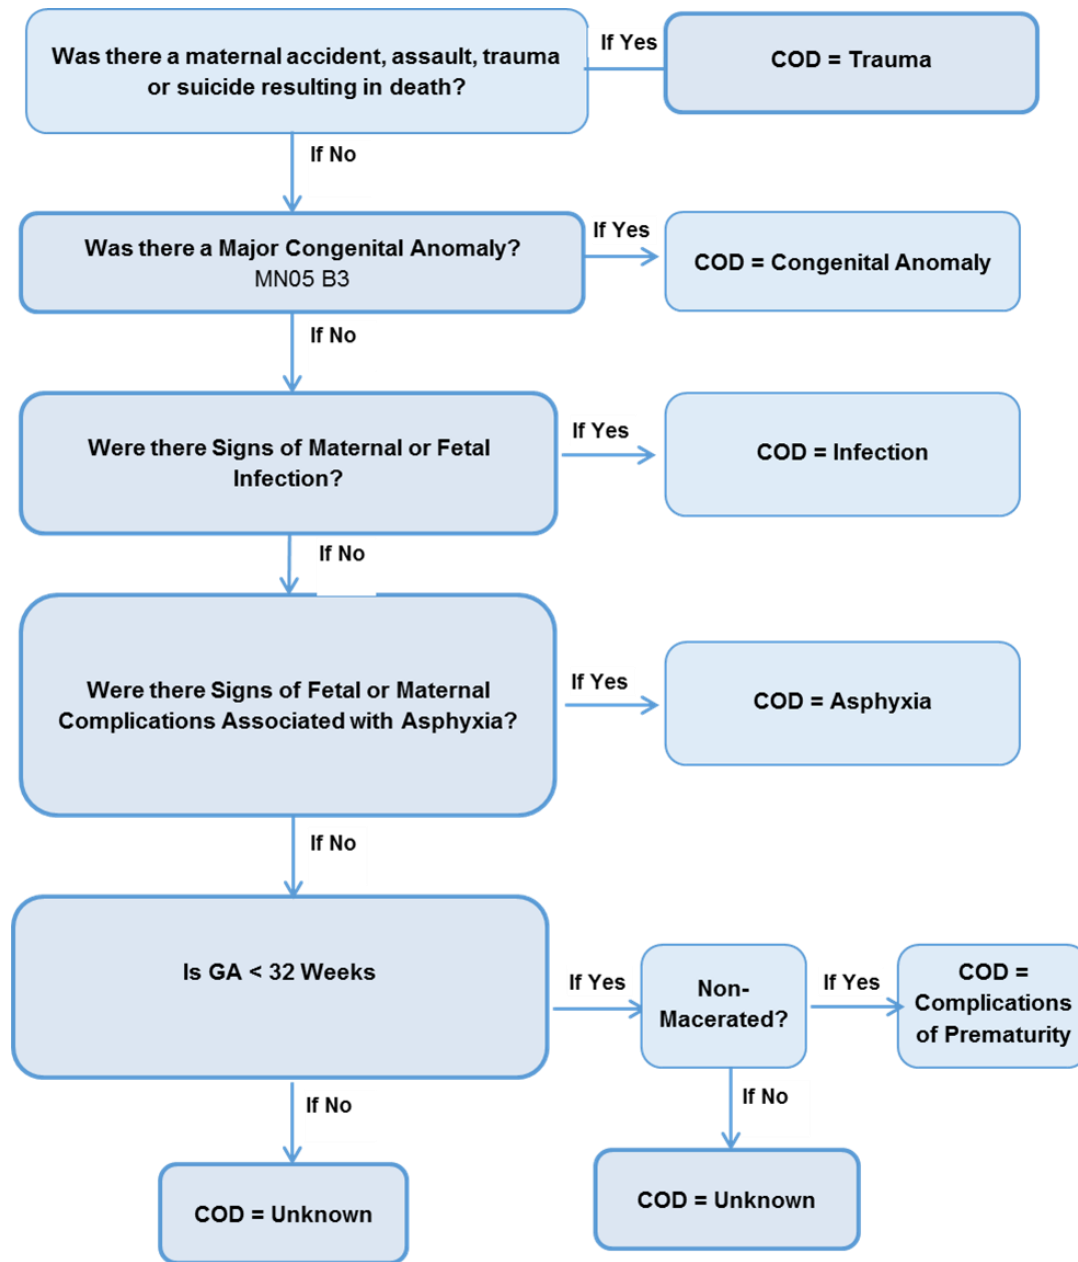 Was there a maternal accident, assault, trauma
or suicide resulting in death?
If Yes
COD = Trauma
If No
Was there a Major Congenital Anomaly?
MN05 B3
If Yes
COD = Congenital Anomaly
If No
Were there Signs of Maternal or Fetal
Infection?
If Yes
COD = Infection
If No
Were there Signs of Fetal or Maternal
Complications Associated with Asphyxia?
If Yes
COD = Asphyxia
If No
Is GA < 32 Weeks
If Yes
Non-
Macerated?
If Yes
COD =
Complications
of Prematurity
If No
COD = Unknown
If No
COD = Unknown